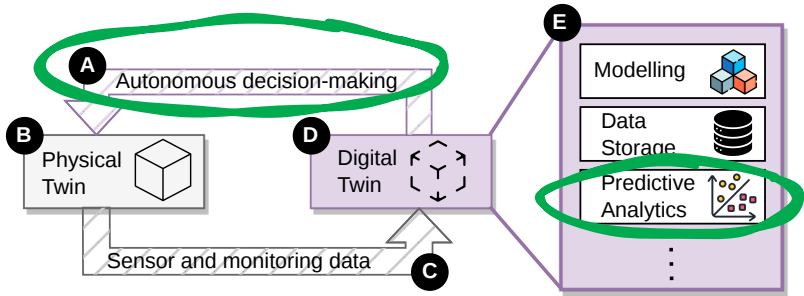 A
Autonomous decision-making
B
Physical
Twin
D
Digital
Twin
Sensor and monitoring data
C
E
Modelling
Data
Storage
Predictive
Analytics